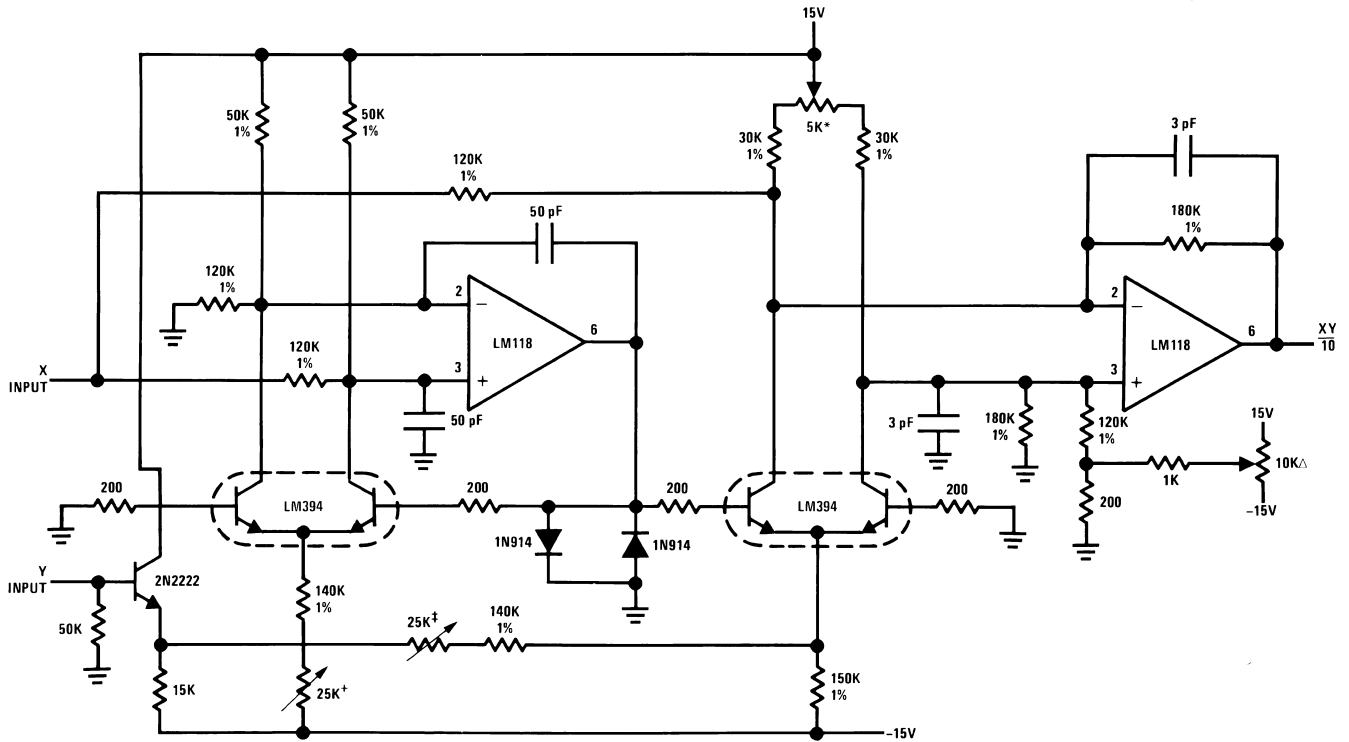 15V
50K
1%
50K
1%
5K*
30K
1%
30K
1%
3 pF
120K
1%
50 pF
180K
1%
120K
1%
2
−
LM118
6
3
+
2
−
LM118
6
3
+
XY
10
X
INPUT
120K
1%
50 pF
3 pF
180K
1%
120K
1%
15V
10K△
-15V
1K
200
200
LM394
200
200
LM394
200
1N914
1N914
Y
INPUT
2N2222
50K
140K
1%
25K‡
140K
1%
15K
25K†
150K
1%
-15V